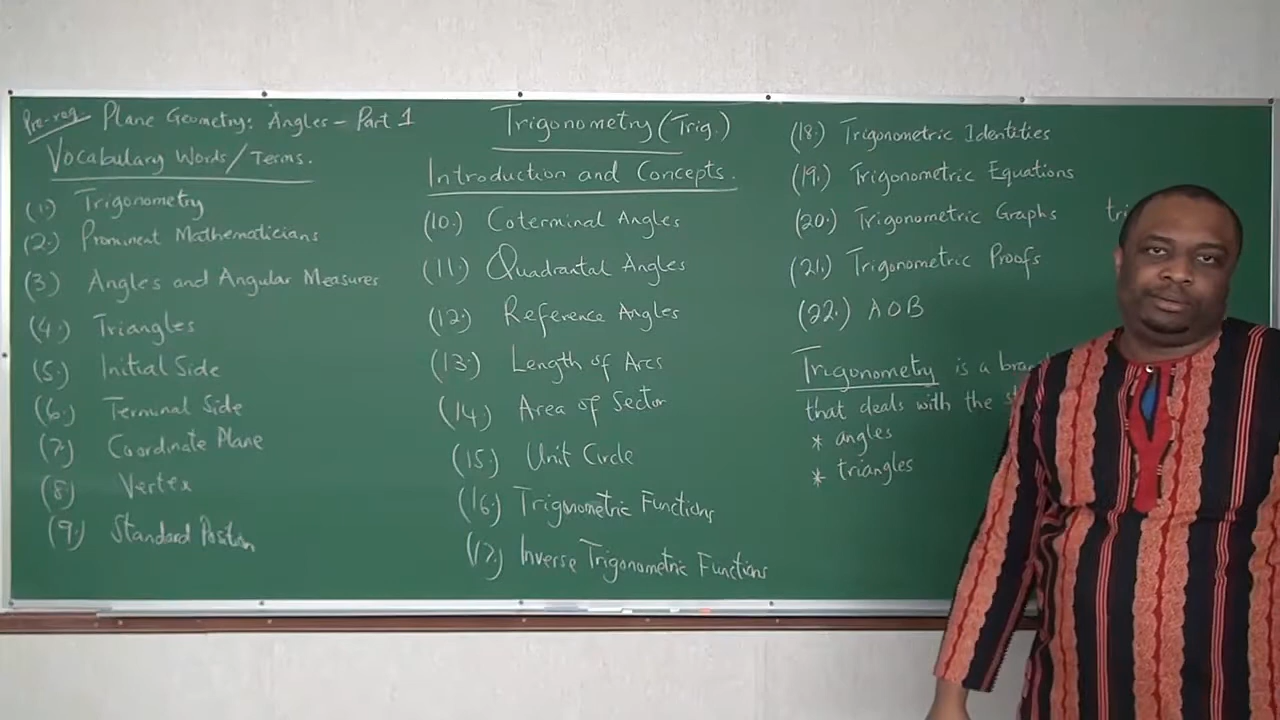 Pre-req Plane Geometry: Angles - Part 1
Vocabulary Words/Terms.
(1.) Trigonometry
(2.) Prominent Mathematicians
(3.) Angles and Angular Measures
(4.) Triangles
(5.) Initial Side
(6.) Terminal Side
(7.) Coordinate Plane
(8.) Vertex
(9.) Standard Position
Trigonometry (Trig.)
Introduction and Concepts.
(10.) Coterminal Angles
(11.) Quadrantal Angles
(12.) Reference Angles
(13.) Length of Arcs
(14.) Area of Sector
(15.) Unit Circle
(16.) Trigonometric Functions
(17.) Inverse Trigonometric Functions
(18.) Trigonometric Identities
(19.) Trigonometric Equations
(20.) Trigonometric Graphs
(21.) Trigonometric Proofs
(22.) AOB
Trigonometry is a
that deals with the
* angles
* triangles